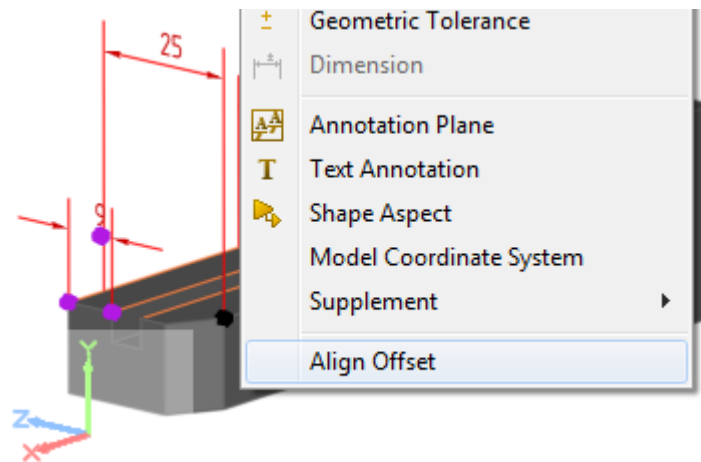 Geometric Tolerance
25
Dimension
Annotation Plane
T Text Annotation
Shape Aspect
9
Model Coordinate System
Supplement
Align Offset
Y
Z
X